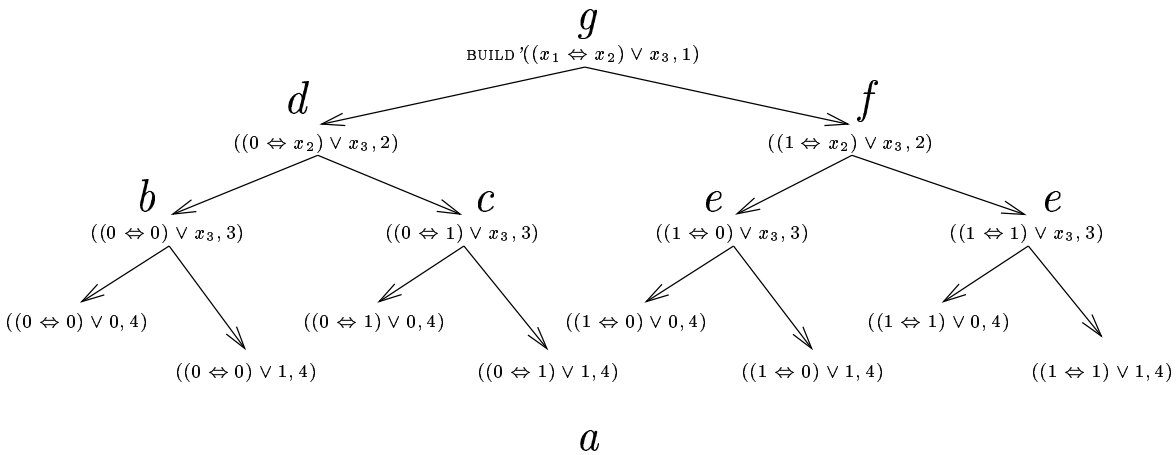 g
BUILD'((x₁ ⇔ x₂) ∨ x₃, 1)
d f
((0 ⇔ x₂) ∨ x₃, 2) ((1 ⇔ x₂) ∨ x₃, 2)
b c e e
((0 ⇔ 0) ∨ x₃, 3) ((0 ⇔ 1) ∨ x₃, 3) ((1 ⇔ 0) ∨ x₃, 3) ((1 ⇔ 1) ∨ x₃, 3)
((0 ⇔ 0) ∨ 0, 4) ((0 ⇔ 1) ∨ 0, 4) ((1 ⇔ 0) ∨ 0, 4) ((1 ⇔ 1) ∨ 0, 4)
((0 ⇔ 0) ∨ 1, 4) ((0 ⇔ 1) ∨ 1, 4) ((1 ⇔ 0) ∨ 1, 4) ((1 ⇔ 1) ∨ 1, 4)
a